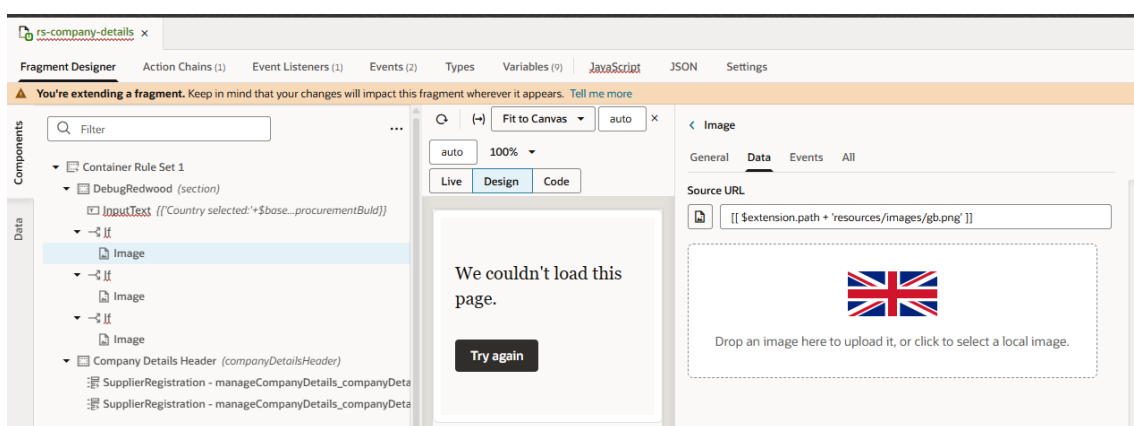 rs-company-details ×
Fragment Designer Action Chains (1) Event Listeners (1) Events (2) Types Variables (9) JavaScript JSON Settings
You're extending a fragment. Keep in mind that your changes will impact this fragment wherever it appears. Tell me more
Components
Data
Filter
Container Rule Set 1
DebugRedwood (section)
InputText {{'Country selected:'+$base...procurementBuId}}
If
Image
If
Image
If
Image
Company Details Header (companyDetailsHeader)
SupplierRegistration - manageCompanyDetails_companyDeta
SupplierRegistration - manageCompanyDetails_companyDeta
Fit to Canvas auto ×
auto 100%
Live Design Code
We couldn't load this
page.
Try again
Image
General Data Events All
Source URL
[[ $extension.path + 'resources/images/gb.png' ]]
Drop an image here to upload it, or click to select a local image.